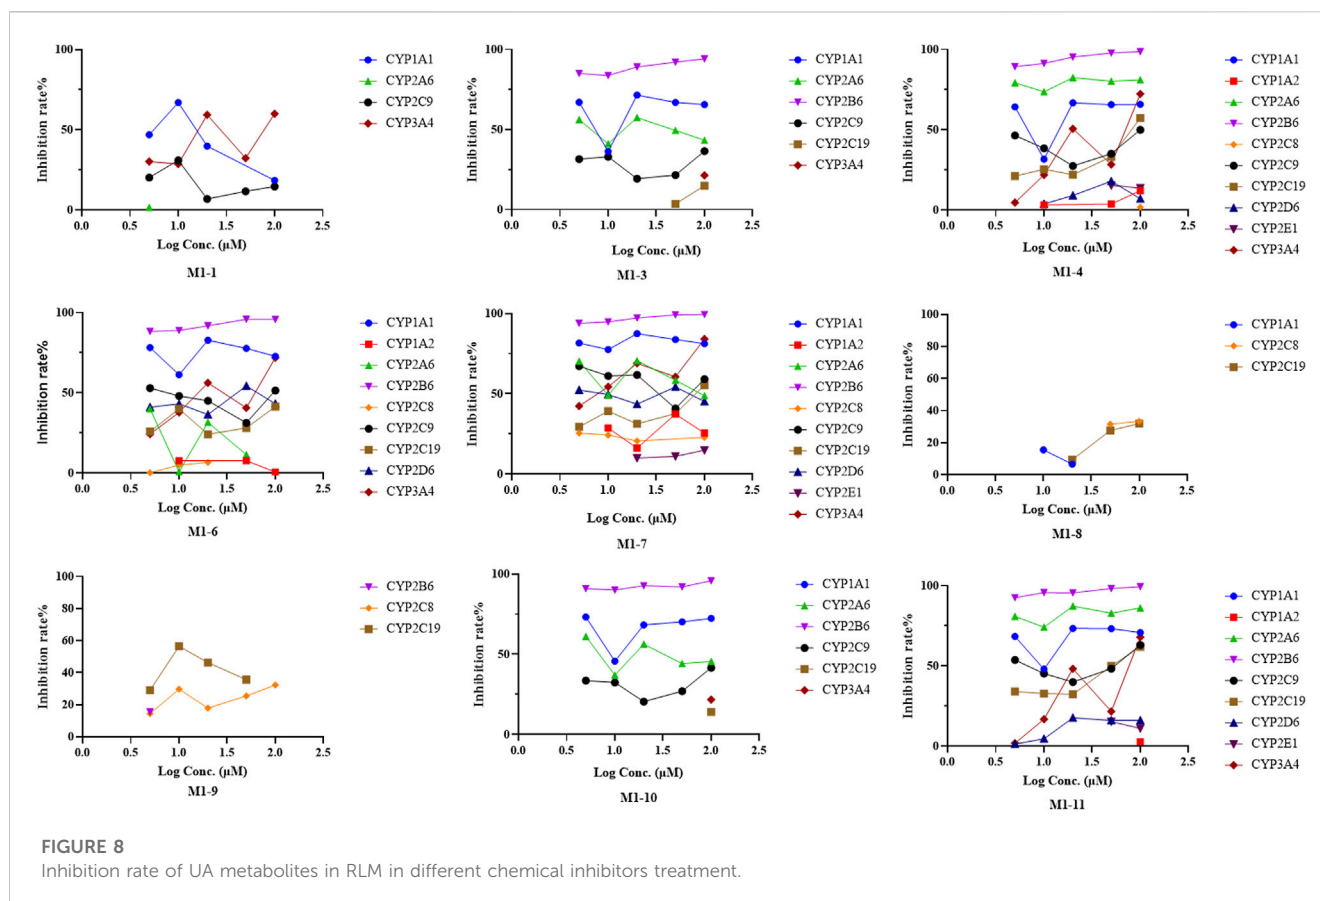 100
50
0
Inhibition rate%
0.0 0.5 1.0 1.5 2.0 2.5
Log Conc. (μM)
M1-1
CYP1A1
CYP2A6
CYP2C9
CYP3A4
100
50
0
Inhibition rate%
0.0 0.5 1.0 1.5 2.0 2.5
Log Conc. (μM)
M1-3
CYP1A1
CYP2A6
CYP2B6
CYP2C9
CYP2C19
CYP3A4
100
50
0
Inhibition rate%
0.0 0.5 1.0 1.5 2.0 2.5
Log Conc. (μM)
M1-4
CYP1A1
CYP1A2
CYP2A6
CYP2B6
CYP2C8
CYP2C9
CYP2C19
CYP2D6
CYP2E1
CYP3A4
100
50
0
Inhibition rate%
0.0 0.5 1.0 1.5 2.0 2.5
Log Conc. (μM)
M1-6
CYP1A1
CYP1A2
CYP2A6
CYP2B6
CYP2C8
CYP2C9
CYP2C19
CYP2D6
CYP3A4
100
50
0
Inhibition rate%
0.0 0.5 1.0 1.5 2.0 2.5
Log Conc. (μM)
M1-7
CYP1A1
CYP1A2
CYP2A6
CYP2B6
CYP2C8
CYP2C9
CYP2C19
CYP2D6
CYP2E1
CYP3A4
100
80
60
40
20
0
Inhibition rate%
0.0 0.5 1.0 1.5 2.0 2.5
Log Conc. (μM)
M1-8
CYP1A1
CYP2C8
CYP2C19
100
80
60
40
20
0
Inhibition rate%
0.0 0.5 1.0 1.5 2.0 2.5
Log Conc. (μM)
M1-9
CYP2B6
CYP2C8
CYP2C19
100
50
0
Inhibition rate%
0.0 0.5 1.0 1.5 2.0 2.5
Log Conc. (μM)
M1-10
CYP1A1
CYP2A6
CYP2B6
CYP2C9
CYP2C19
CYP3A4
100
50
0
Inhibition rate%
0.0 0.5 1.0 1.5 2.0 2.5
Log Conc. (μM)
M1-11
CYP1A1
CYP1A2
CYP2A6
CYP2B6
CYP2C9
CYP2C19
CYP2D6
CYP2E1
CYP3A4
FIGURE 8
Inhibition rate of UA metabolites in RLM in different chemical inhibitors treatment.